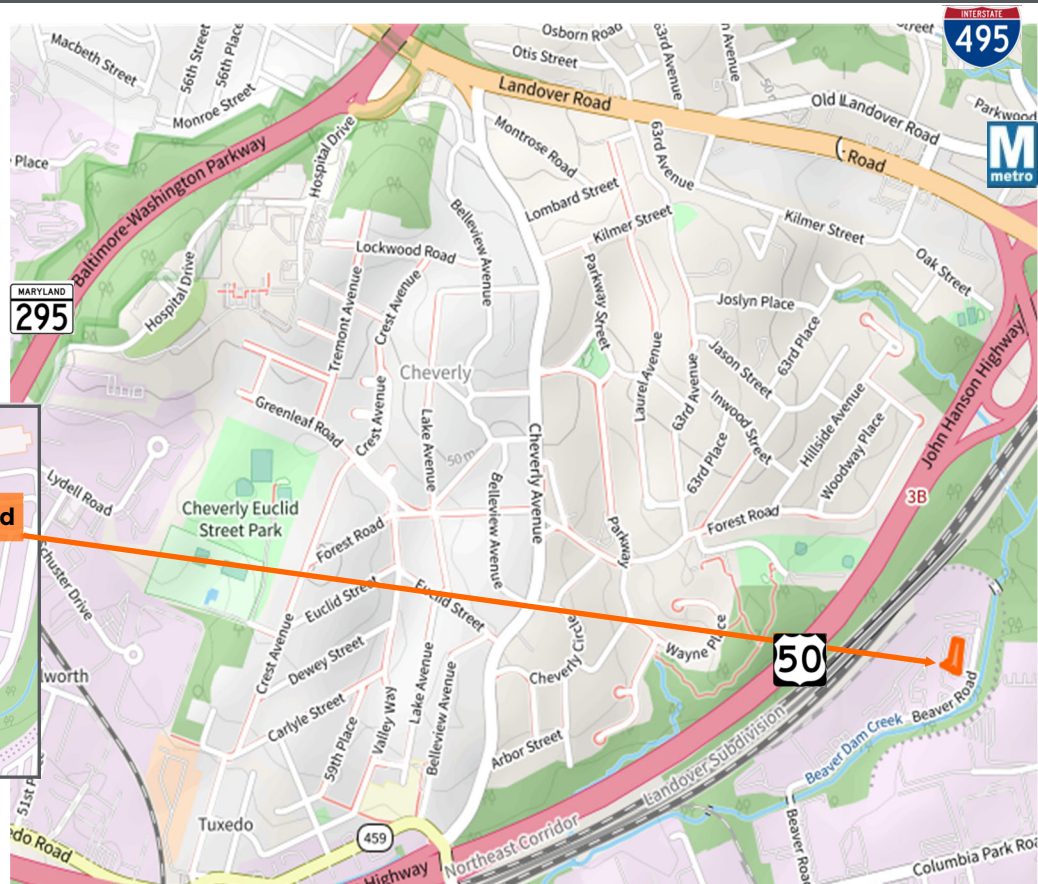 INTERSTATE
495
Osborn Road
Street
Macbeth Street
56th Street
56th Place
Otis Street
63rd Avenue
Avenue
Landover Road
Old Landover Road
Parkwood
Monroe Street
M
metro
Place
Baltimore-Washington Parkway
Hospital Drive
Montrose Road
63rd Avenue
Road
Lombard Street
Belleview Avenue
Kilmer Street
Kilmer Street
Lockwood Road
Oak Street
MARYLAND
295
Hospital Drive
Tremont Avenue
Crest Avenue
Parkway Street
Joslyn Place
63rd Place
John Hanson Highway
Cheverly
Laurel Avenue
63rd Avenue
Jason Street
Inwood Street
Hillside Avenue
Woodway Place
Greenleaf Road
Crest Avenue
Lake Avenue
50 m
Cheverly Avenue
Belleview Avenue
63rd Place
Lydell Road
Cheverly Euclid
Street Park
3B
d
Forest Road
Forest Road
Parkway
Schuster Drive
Euclid Street
Euclid Street
Crest Avenue
Dewey Street
Cheverly Circle
Wayne Place
50
lworth
Carlyle Street
59th Place
Valley Way
Lake Avenue
Belleview Avenue
Arbor Street
Beaver Road
Beaver Dam Creek
Landover Subdivision
51st
Tuxedo
459
Northeast Corridor
Beaver Road
do Road
Highway
Columbia Park Roa